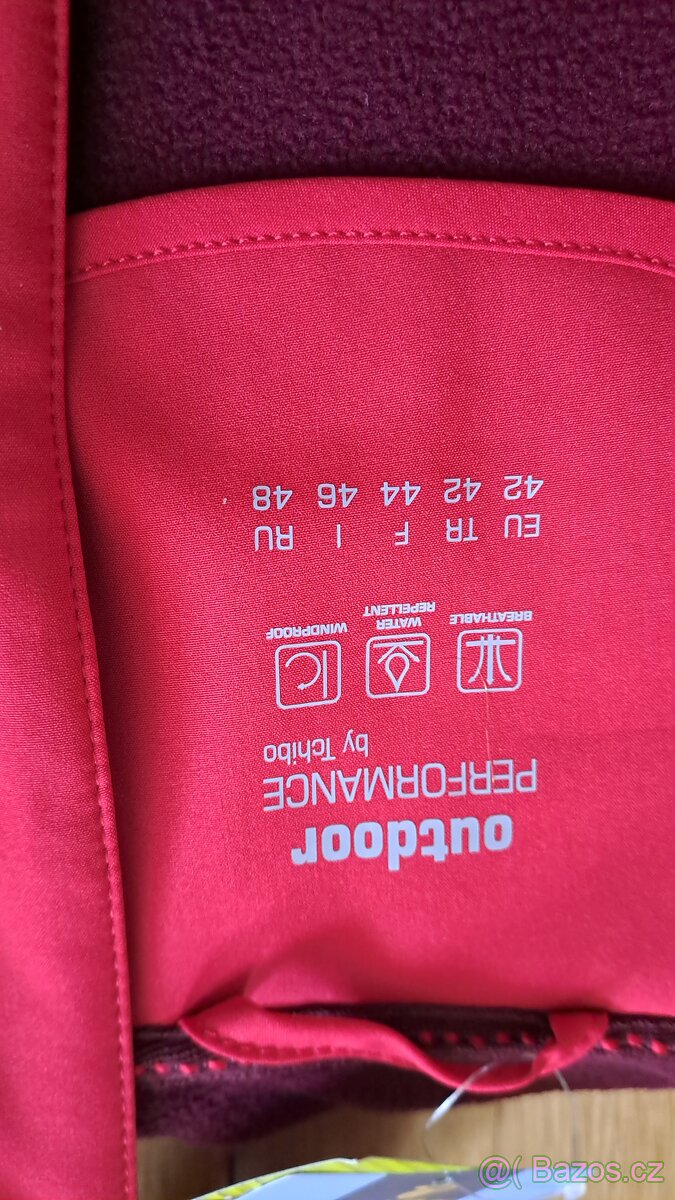 outdoor
PERFORMANCE
by Tchibo
BREATHABLE WATER REPELLENT WINDPROOF
EU TR F I RU
42 42 44 46 48
@( Bazos.cz